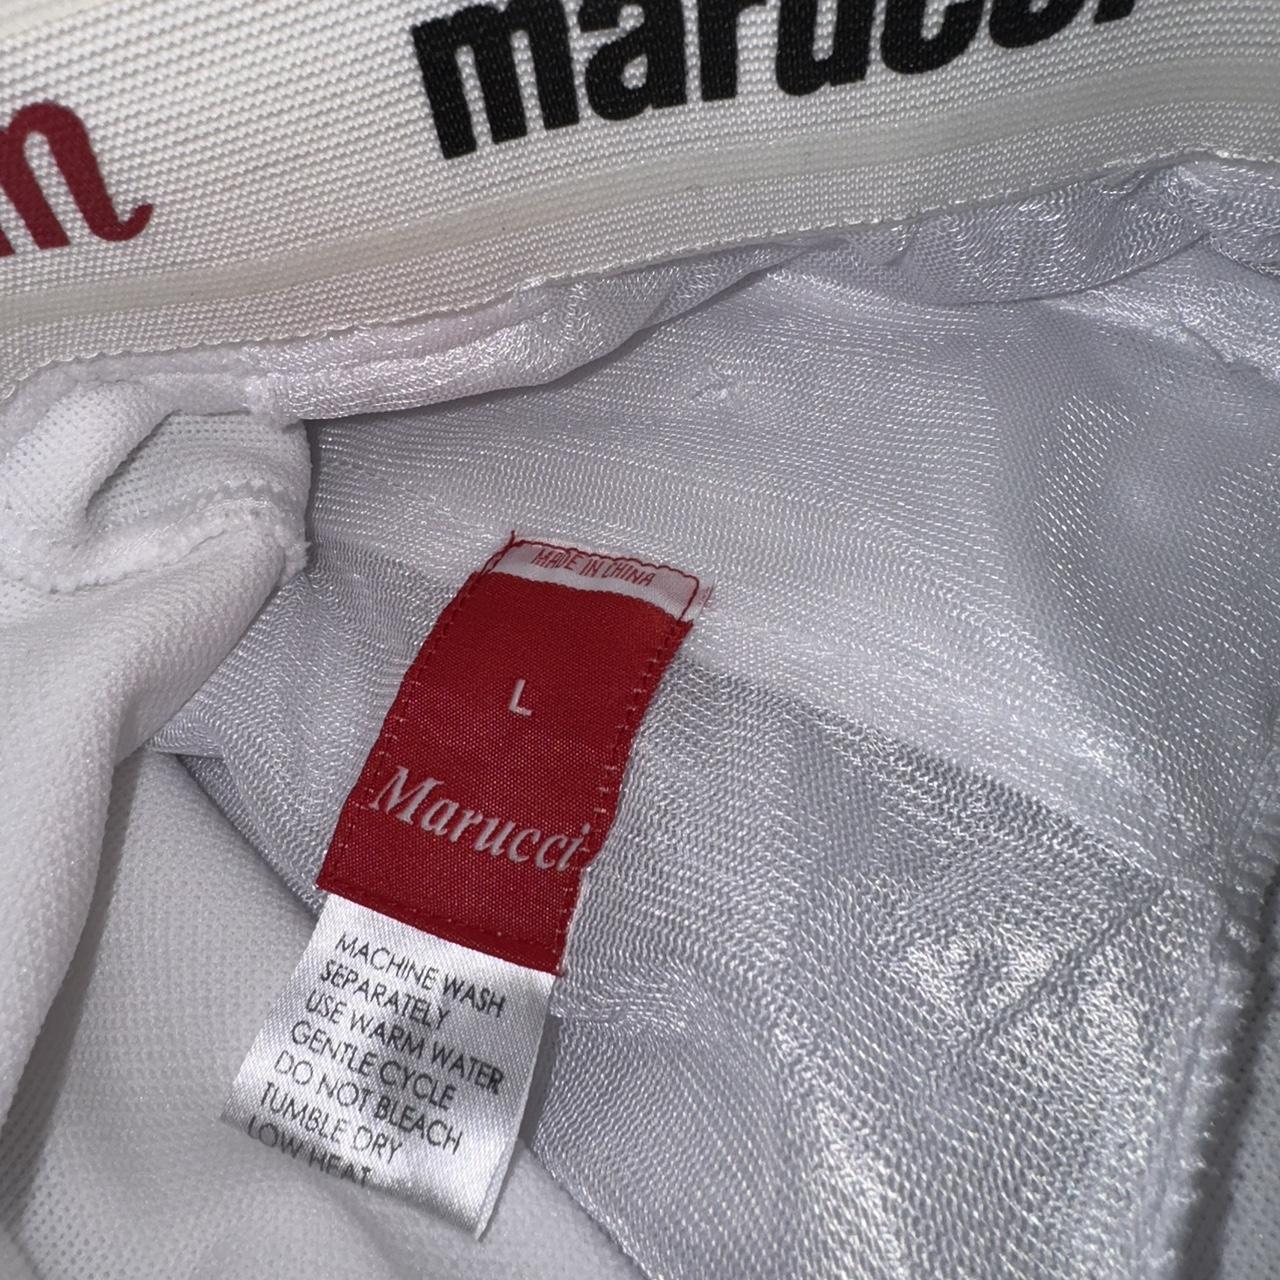 m marucci
MADE IN CHINA
L
Marucci
MACHINE WASH
SEPARATELY
USE WARM WATER
GENTLE CYCLE
DO NOT BLEACH
TUMBLE DRY
LOW HEAT